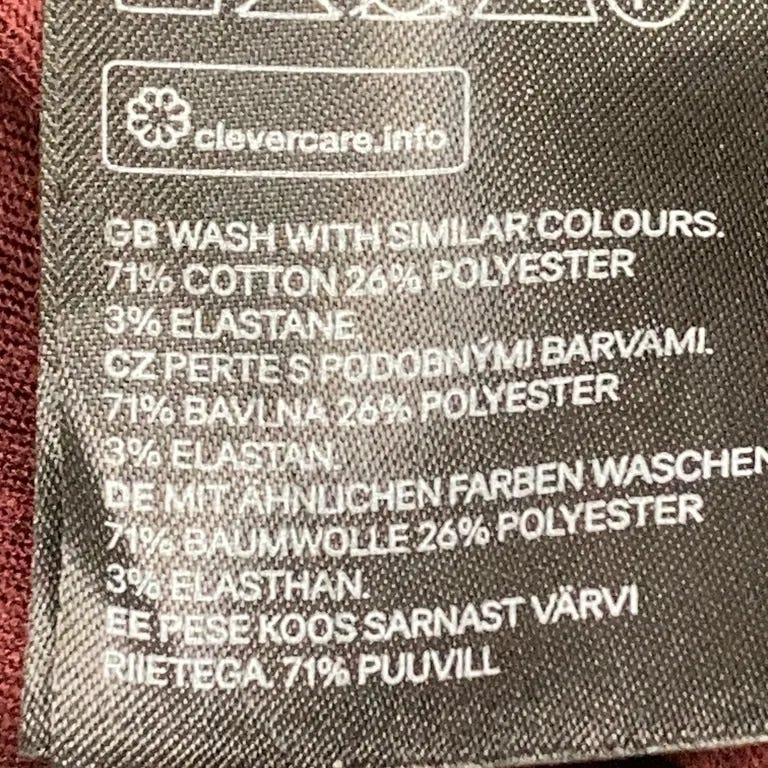 clevercare.info
GB WASH WITH SIMILAR COLOURS.
71% COTTON 26% POLYESTER
3% ELASTANE.
CZ PERTE S PODOBNÝMI BARVAMI.
71% BAVLNA 26% POLYESTER
3% ELASTAN.
DE MIT ÄHNLICHEN FARBEN WASCHEN
71% BAUMWOLLE 26% POLYESTER
3% ELASTHAN.
EE PESE KOOS SARNAST VÄRVI
RIIETEGA. 71% PUUVILL